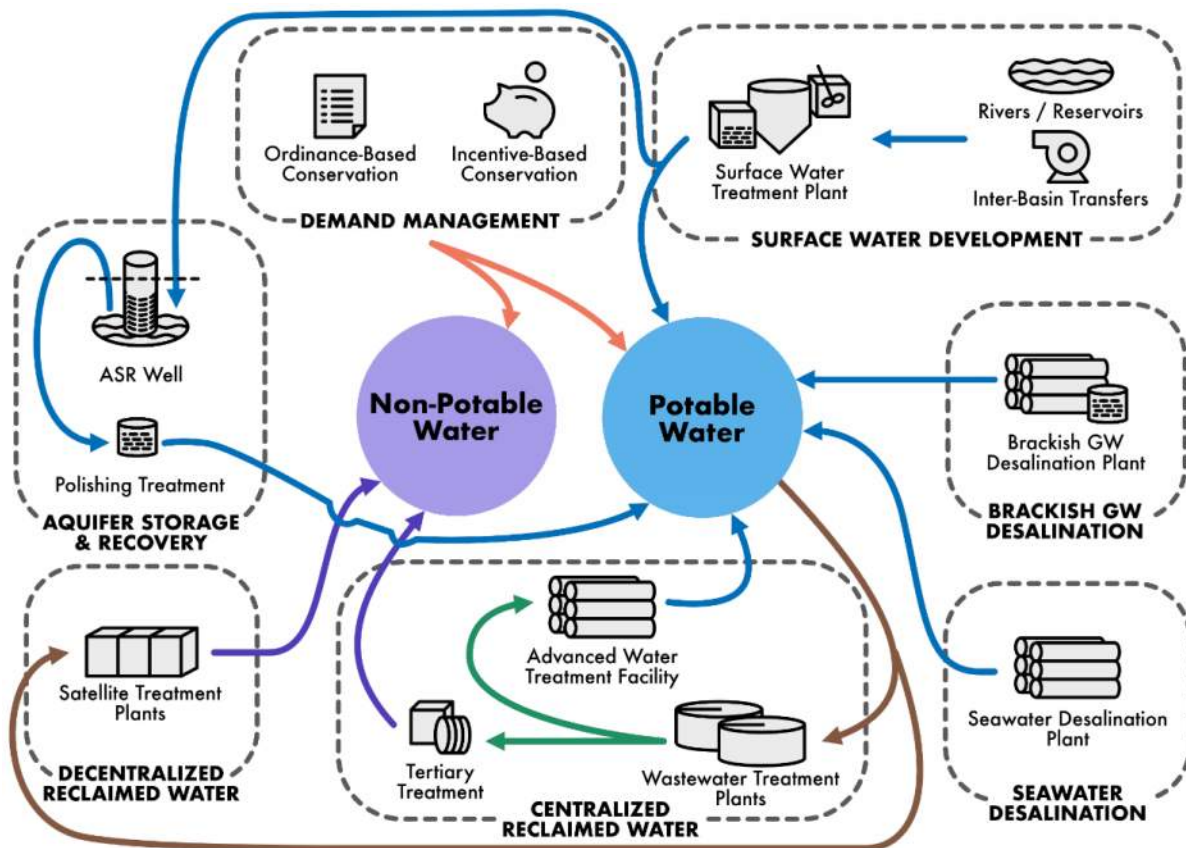 Ordinance-Based
Conservation
Incentive-Based
Conservation
DEMAND MANAGEMENT
Surface Water
Treatment Plant
Rivers / Reservoirs
Inter-Basin Transfers
SURFACE WATER DEVELOPMENT
ASR Well
Polishing Treatment
AQUIFER STORAGE
& RECOVERY
Non-Potable
Water
Potable
Water
Brackish GW
Desalination Plant
BRACKISH GW
DESALINATION
Satellite Treatment
Plants
DECENTRALIZED
RECLAIMED WATER
Advanced Water
Treatment Facility
Tertiary
Treatment
Wastewater Treatment
Plants
CENTRALIZED
RECLAIMED WATER
Seawater Desalination
Plant
SEAWATER
DESALINATION